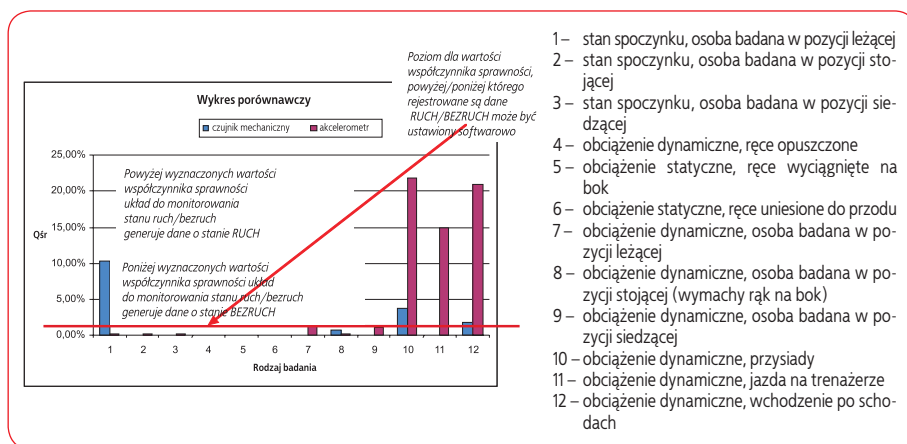 Poziom dla wartości
współczynnika sprawności,
powyżej/poniżej którego
rejestrowane są dane
RUCH/BEZRUCH może być
ustawiony softwarowo
Wykres porównawczy
czujnik mechaniczny akcelerometr
25,00%
20,00%
15,00%
10,00%
5,00%
0,00%
Qśr
Powyżej wyznaczonych wartości
współczynnika sprawności
układ do monitorowania
stanu ruch/bezruch
generuje dane o stanie RUCH
Poniżej wyznaczonych wartości
współczynnika sprawności układ
do monitorowania stanu ruch/bezruch
generuje dane o stanie BEZRUCH
1 2 3 4 5 6 7 8 9 10 11 12
Rodzaj badania
1 – stan spoczynku, osoba badana w pozycji leżącej
2 – stan spoczynku, osoba badana w pozycji sto-
jącej
3 – stan spoczynku, osoba badana w pozycji sie-
dzącej
4 – obciążenie dynamiczne, ręce opuszczone
5 – obciążenie statyczne, ręce wyciągnięte na
bok
6 – obciążenie statyczne, ręce uniesione do przodu
7 – obciążenie dynamiczne, osoba badana w po-
zycji leżącej
8 – obciążenie dynamiczne, osoba badana w po-
zycji stojącej (wymachy rąk na bok)
9 – obciążenie dynamiczne, osoba badana w po-
zycji siedzącej
10 – obciążenie dynamiczne, przysiady
11 – obciążenie dynamiczne, jazda na trenażerze
12 – obciążenie dynamiczne, wchodzenie po scho-
dach